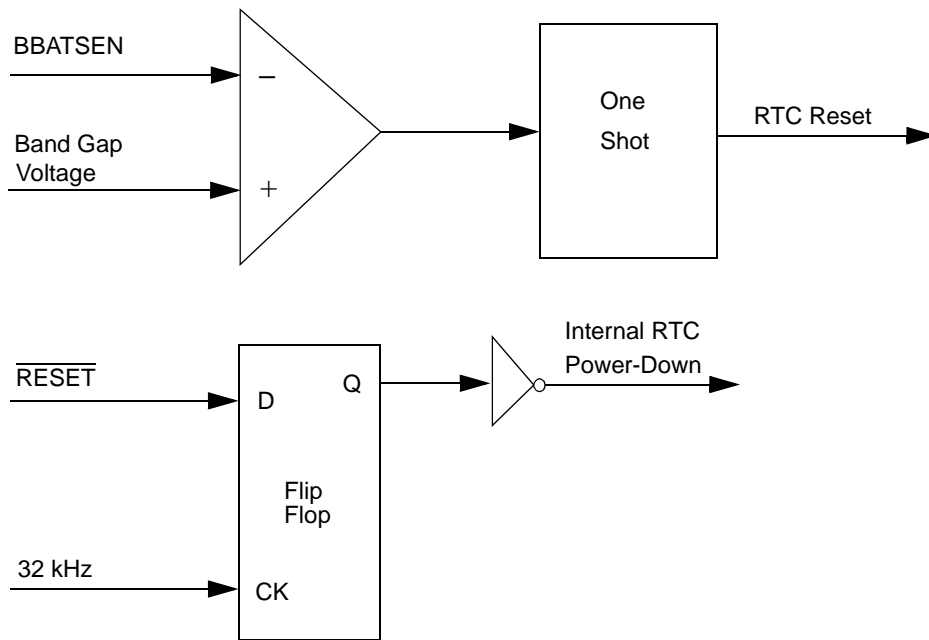 BBATSEN
−
Band Gap
Voltage
+
One
Shot
RTC Reset
RESET
D
Q
Flip
Flop
32 kHz
CK
Internal RTC
Power-Down